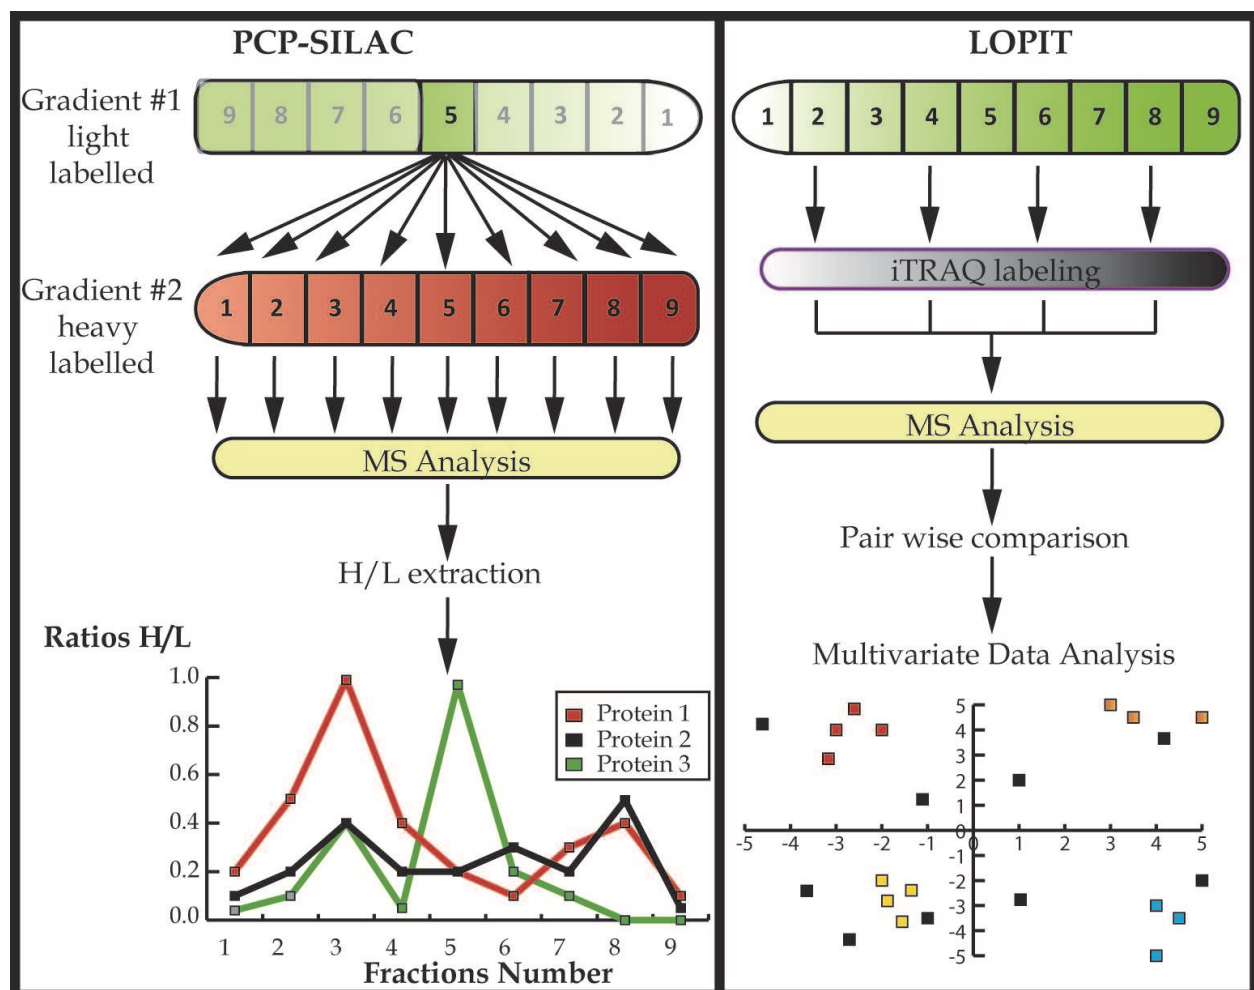 PCP-SILAC
Gradient #1
light
labelled
9 8 7 6 5 4 3 2 1
Gradient #2
heavy
labelled
1 2 3 4 5 6 7 8 9
MS Analysis
H/L extraction
Ratios H/L
1.0
0.8
0.6
0.4
0.2
0.0
Protein 1
Protein 2
Protein 3
1 2 3 4 5 6 7 8 9
Fractions Number
LOPIT
1 2 3 4 5 6 7 8 9
iTRAQ labeling
MS Analysis
Pair wise comparison
Multivariate Data Analysis
5
4
3
2
1
0
-5 -4 -3 -2 -1 0 1 2 3 4 5
-1
-2
-3
-4
-5